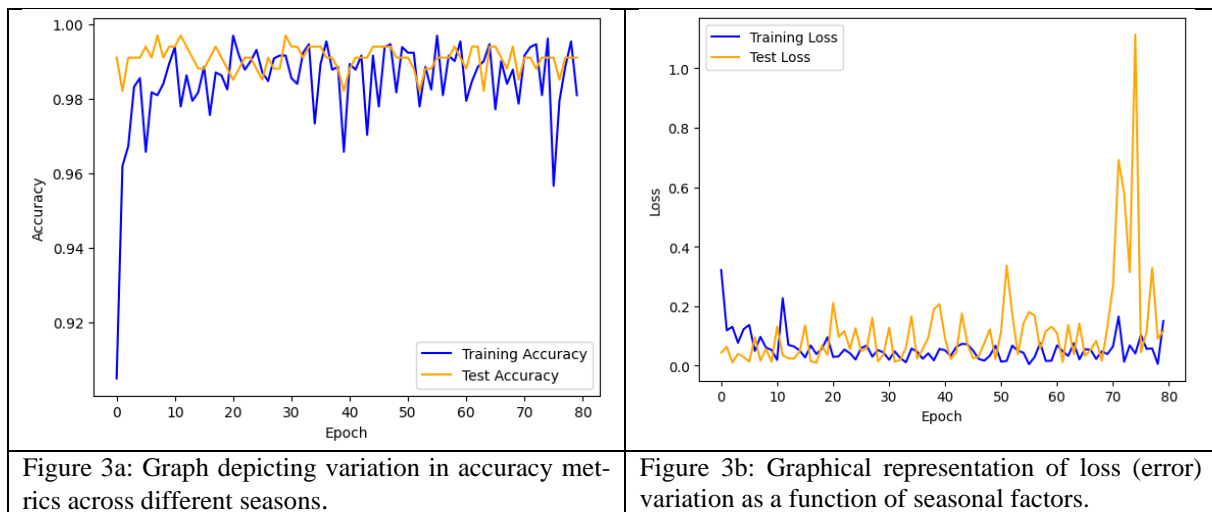 1.00
0.98
0.96
0.94
0.92
Accuracy
0 10 20 30 40 50 60 70 80
Epoch
Training Accuracy
Test Accuracy
Figure 3a: Graph depicting variation in accuracy met-
rics across different seasons.
1.0
0.8
0.6
0.4
0.2
0.0
Loss
0 10 20 30 40 50 60 70 80
Epoch
Training Loss
Test Loss
Figure 3b: Graphical representation of loss (error)
variation as a function of seasonal factors.